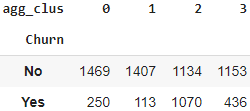 agg_clus 0 1 2 3
Churn
No 1469 1407 1134 1153
Yes 250 113 1070 436